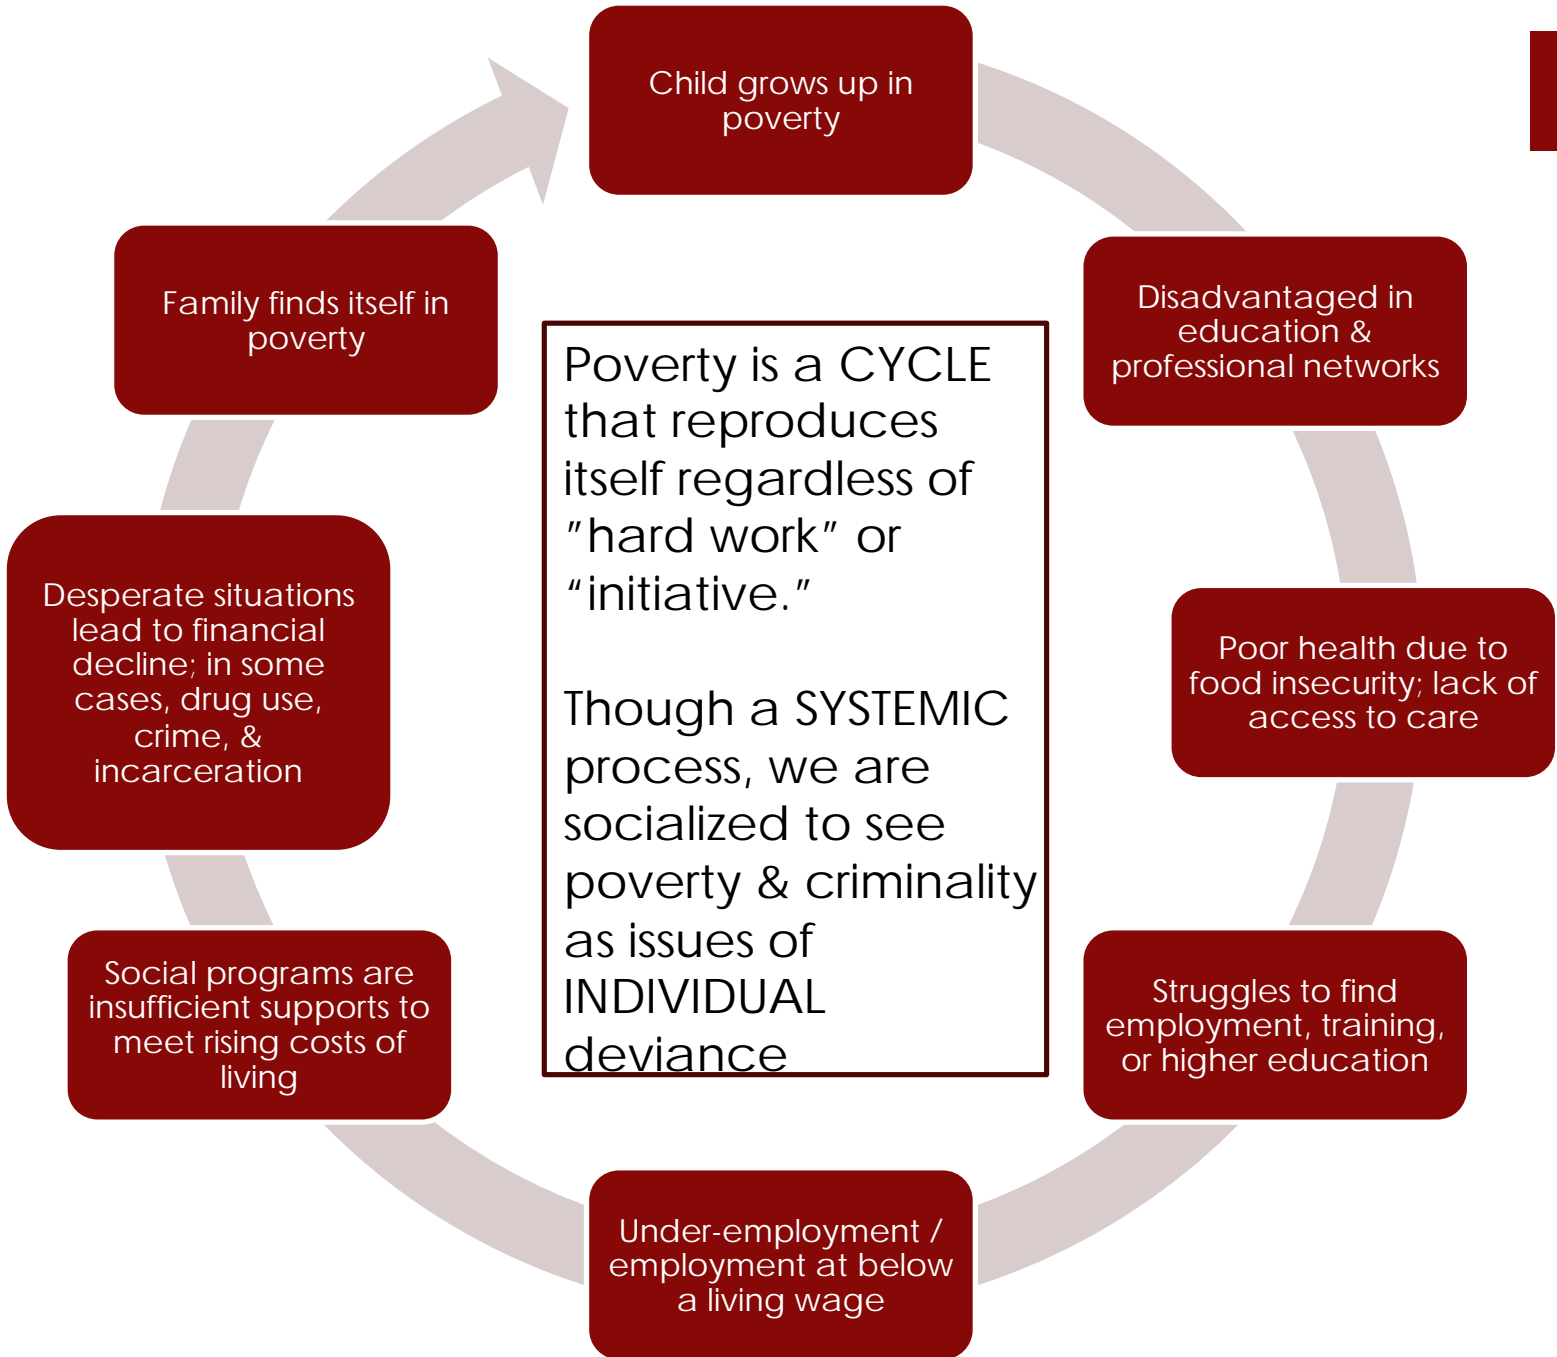 Child grows up in
poverty
Disadvantaged in
education &
professional networks
Poor health due to
food insecurity; lack of
access to care
Struggles to find
employment, training,
or higher education
Under-employment /
employment at below
a living wage
Social programs are
insufficient supports to
meet rising costs of
living
Desperate situations
lead to financial
decline; in some
cases, drug use,
crime, &
incarceration
Family finds itself in
poverty
Poverty is a CYCLE
that reproduces
itself regardless of
”hard work” or
“initiative.”
Though a SYSTEMIC
process, we are
socialized to see
poverty & criminality
as issues of
INDIVIDUAL
deviance